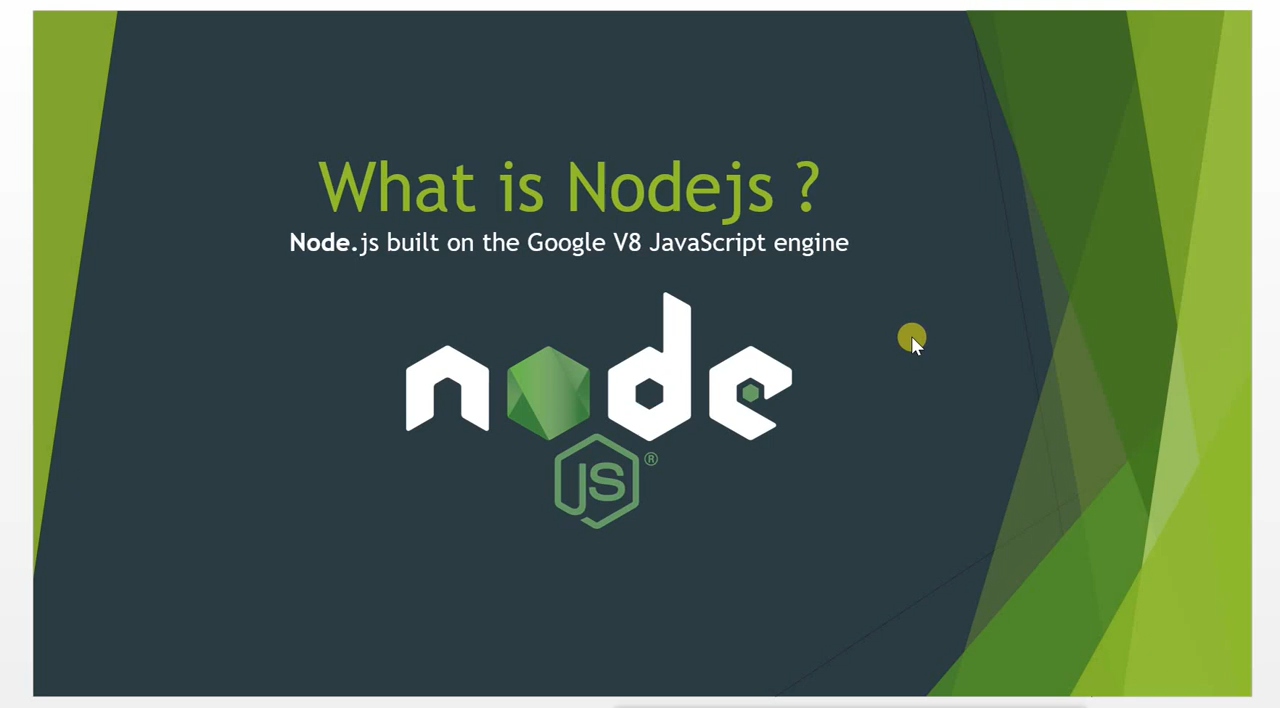 What is Nodejs ?
Node.js built on the Google V8 JavaScript engine
node
JS ®